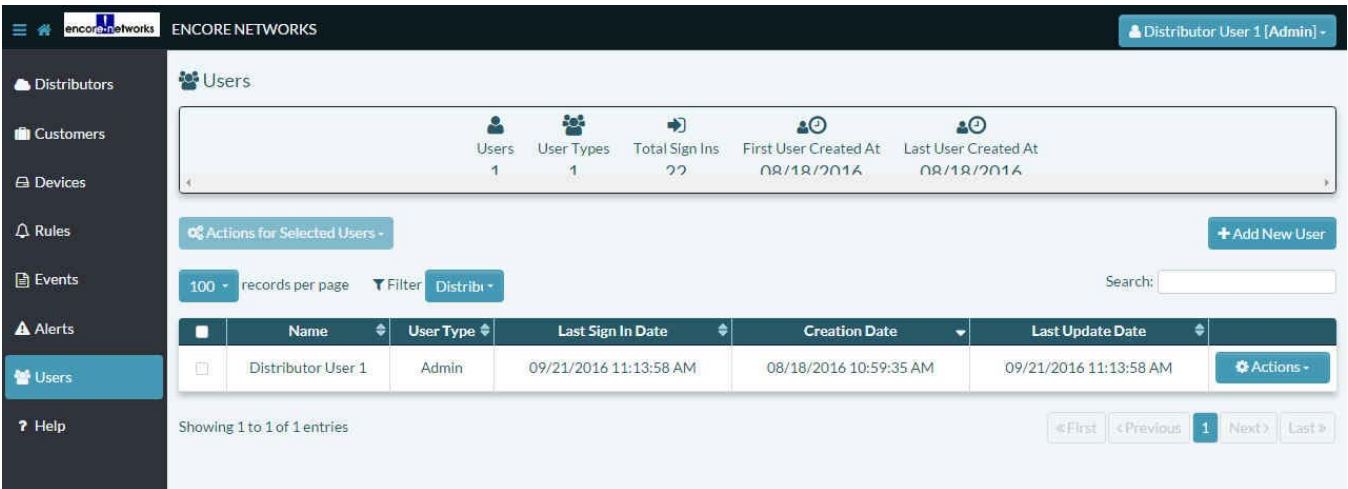 encore!networks ENCORE NETWORKS Distributor User 1 [Admin]
Distributors
Customers
Devices
Rules
Events
Alerts
Users
? Help
Users
Users User Types Total Sign Ins First User Created At Last User Created At
1 1 22 08/18/2016 08/18/2016
Actions for Selected Users
+ Add New User
100 records per page Filter Distribu
Search:
Name User Type Last Sign In Date Creation Date Last Update Date
Distributor User 1 Admin 09/21/2016 11:13:58 AM 08/18/2016 10:59:35 AM 09/21/2016 11:13:58 AM Actions
Showing 1 to 1 of 1 entries
«First ‹Previous 1 Next› Last»